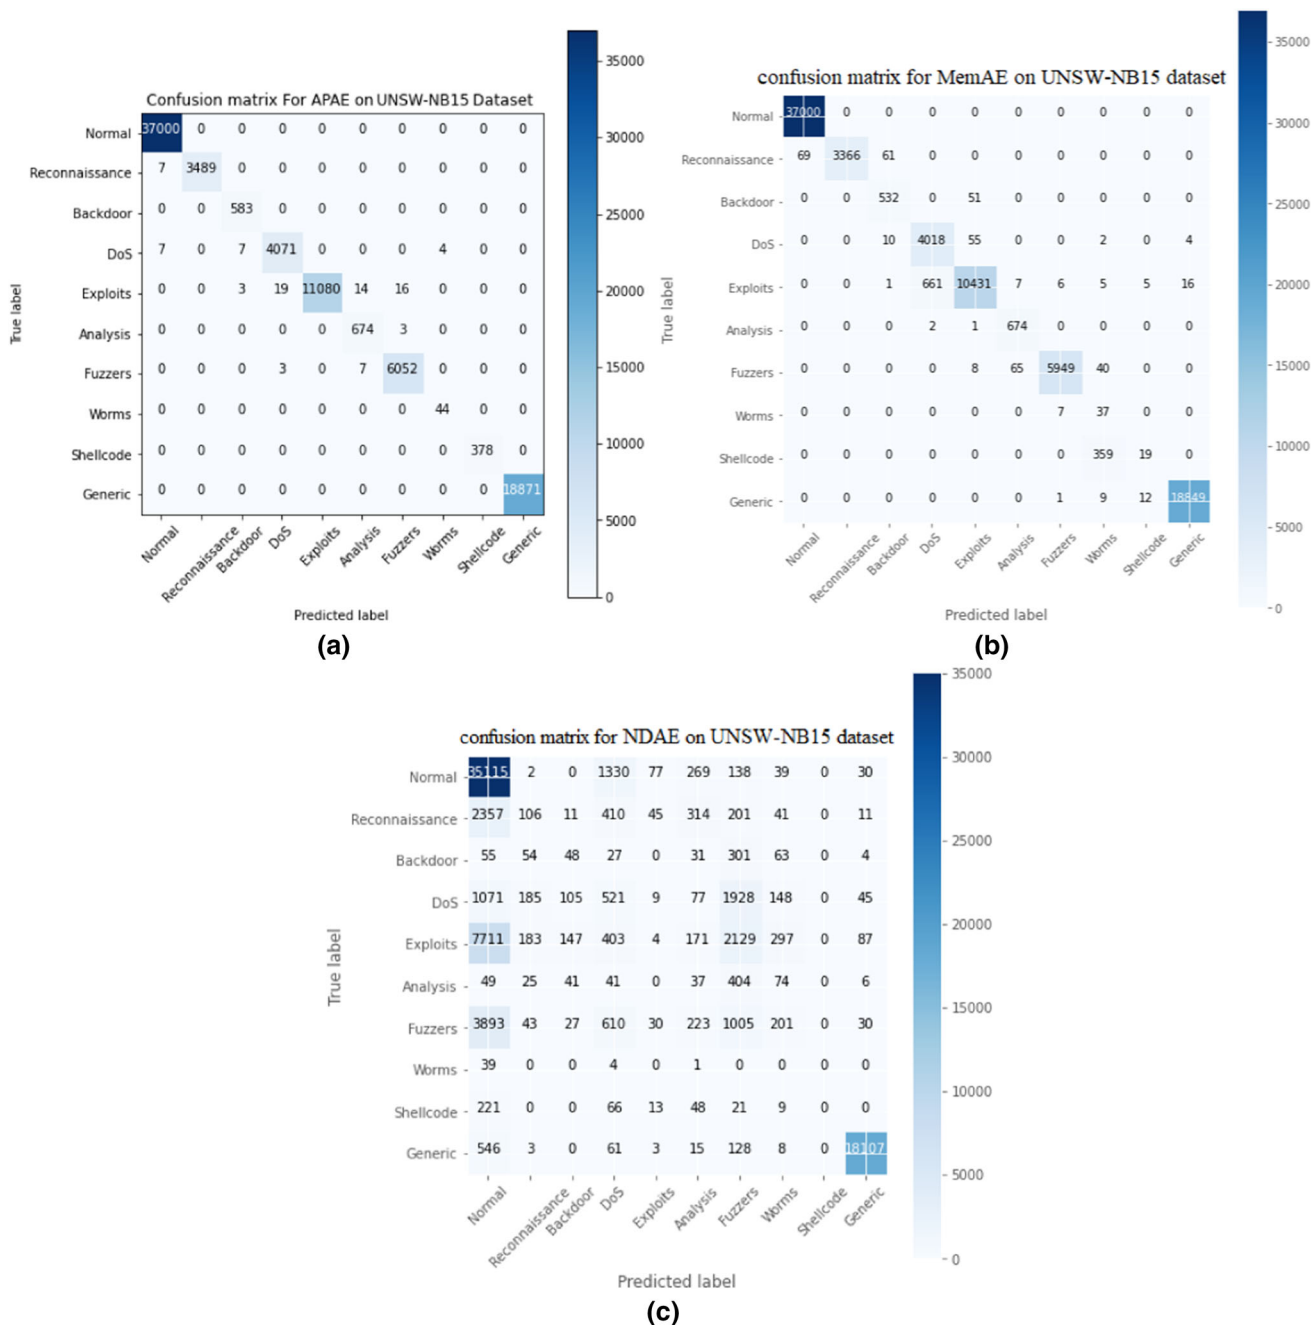 Confusion matrix For APAE on UNSW-NB15 Dataset
True label
Normal 37000 0 0 0 0 0 0 0 0 0
Reconnaissance 7 3489 0 0 0 0 0 0 0 0
Backdoor 0 0 583 0 0 0 0 0 0 0
DoS 7 0 7 4071 0 0 0 4 0 0
Exploits 0 0 3 19 11080 14 16 0 0 0
Analysis 0 0 0 0 0 674 3 0 0 0
Fuzzers 0 0 0 3 0 7 6052 0 0 0
Worms 0 0 0 0 0 0 0 44 0 0
Shellcode 0 0 0 0 0 0 0 0 378 0
Generic 0 0 0 0 0 0 0 0 0 18871
Normal Reconnaissance Backdoor DoS Exploits Analysis Fuzzers Worms Shellcode Generic
Predicted label
35000
30000
25000
20000
15000
10000
5000
0
(a)
confusion matrix for MemAE on UNSW-NB15 dataset
True label
Normal 37000 0 0 0 0 0 0 0 0 0
Reconnaissance 69 3366 61 0 0 0 0 0 0 0
Backdoor 0 0 532 0 51 0 0 0 0 0
DoS 0 0 10 4018 55 0 0 2 0 4
Exploits 0 0 1 661 10431 7 6 5 5 16
Analysis 0 0 0 2 1 674 0 0 0 0
Fuzzers 0 0 0 0 8 65 5949 40 0 0
Worms 0 0 0 0 0 0 7 37 0 0
Shellcode 0 0 0 0 0 0 0 359 19 0
Generic 0 0 0 0 0 0 1 9 12 18849
Normal Reconnaissance Backdoor DoS Exploits Analysis Fuzzers Worms Shellcode Generic
Predicted label
35000
30000
25000
20000
15000
10000
5000
0
(b)
confusion matrix for NDAE on UNSW-NB15 dataset
True label
Normal 35115 2 0 1330 77 269 138 39 0 30
Reconnaissance 2357 106 11 410 45 314 201 41 0 11
Backdoor 55 54 48 27 0 31 301 63 0 4
DoS 1071 185 105 521 9 77 1928 148 0 45
Exploits 7711 183 147 403 4 171 2129 297 0 87
Analysis 49 25 41 41 0 37 404 74 0 6
Fuzzers 3893 43 27 610 30 223 1005 201 0 30
Worms 39 0 0 4 0 1 0 0 0 0
Shellcode 221 0 0 66 13 48 21 9 0 0
Generic 546 3 0 61 3 15 128 8 0 18107
Normal Reconnaissance Backdoor DoS Exploits Analysis Fuzzers Worms Shellcode Generic
Predicted label
35000
30000
25000
20000
15000
10000
5000
0
(c)